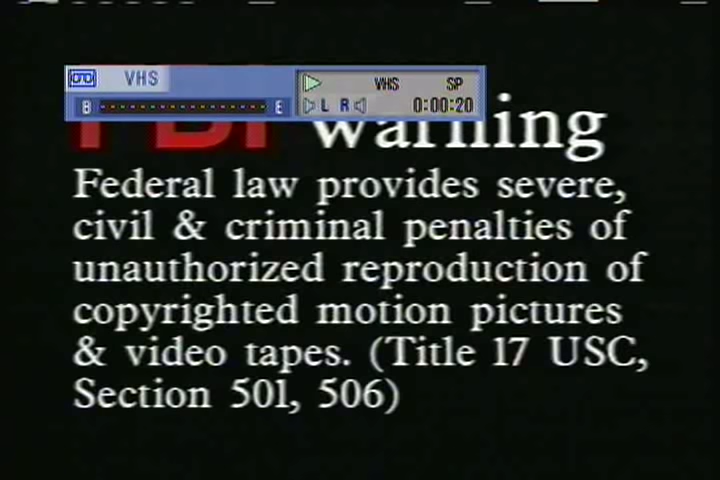 VHS
VHS SP
B E
L R 0:00:20
FBI warning
Federal law provides severe,
civil & criminal penalties of
unauthorized reproduction of
copyrighted motion pictures
& video tapes. (Title 17 USC,
Section 501, 506)